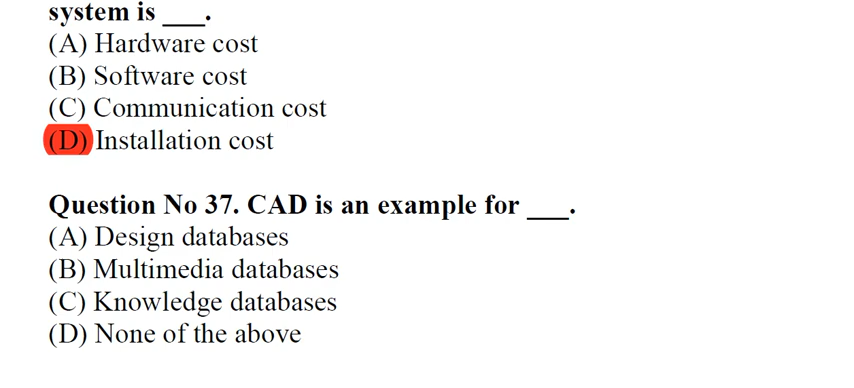 system is ___.
(A) Hardware cost
(B) Software cost
(C) Communication cost
(D) Installation cost
Question No 37. CAD is an example for ___.
(A) Design databases
(B) Multimedia databases
(C) Knowledge databases
(D) None of the above